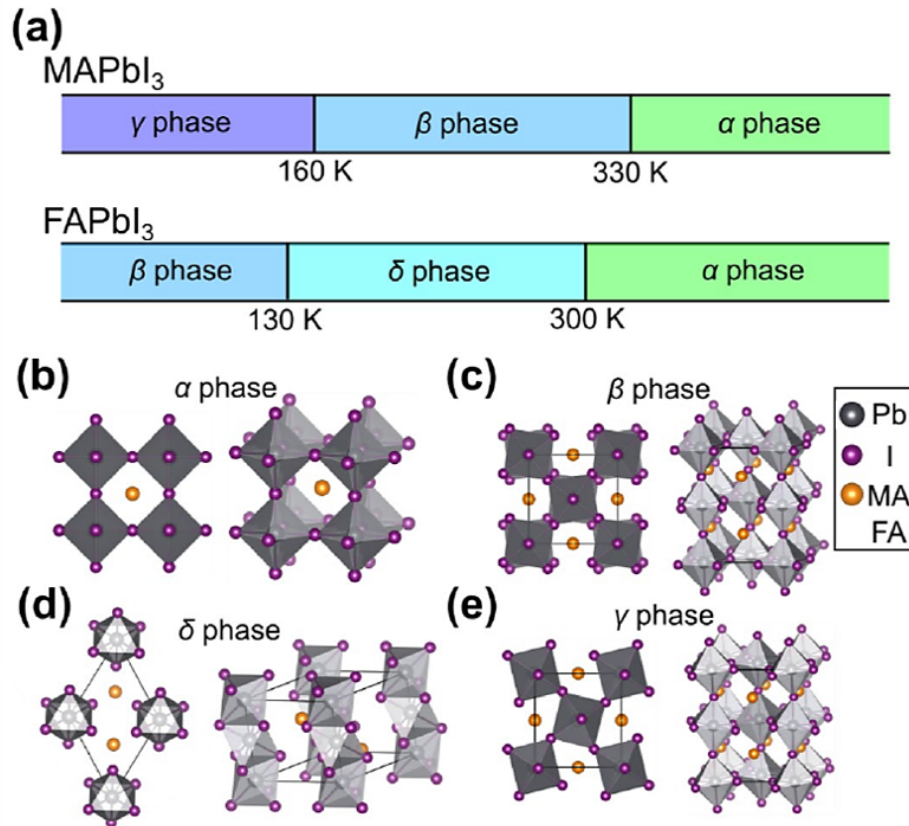 (a)
MAPbI₃
γ phase β phase α phase
160 K 330 K
FAPbI₃
β phase δ phase α phase
130 K 300 K
(b) α phase
(c) β phase
Pb
I
MA
FA
(d) δ phase
(e) γ phase